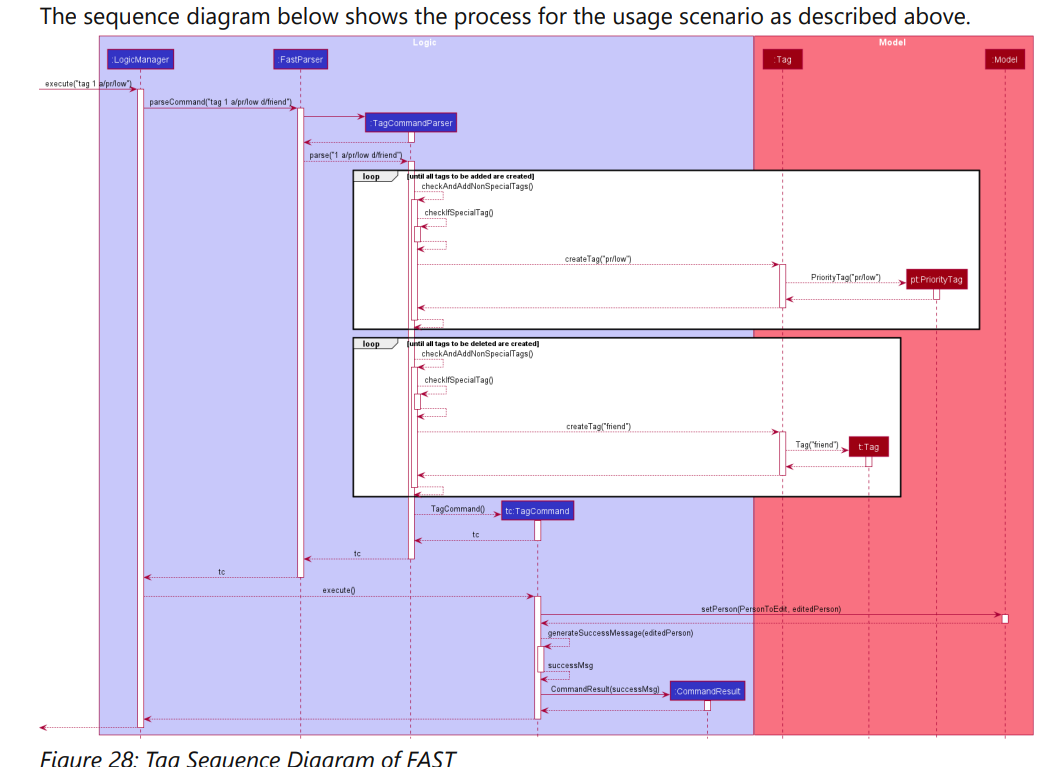 The sequence diagram below shows the process for the usage scenario as described above.
Logic
Model
:LogicManager
:FastParser
:Tag
:Model
execute("tag 1 a/pr/low")
parseCommand("tag 1 a/pr/low d/friend")
:TagCommandParser
parse("1 a/pr/low d/friend")
loop
[until all tags to be added are created]
checkAndAddNonSpecialTags()
checkIfSpecialTag()
createTag("pr/low")
PriorityTag("pr/low")
pt:PriorityTag
loop
[until all tags to be deleted are created]
checkAndAddNonSpecialTags()
checkIfSpecialTag()
createTag("friend")
Tag("friend")
t:Tag
TagCommand()
tc:TagCommand
tc
tc
tc
execute()
setPerson(PersonToEdit, editedPerson)
generateSuccessMessage(editedPerson)
successMsg
CommandResult(successMsg)
:CommandResult
Figure 28: Tag Sequence Diagram of FAST